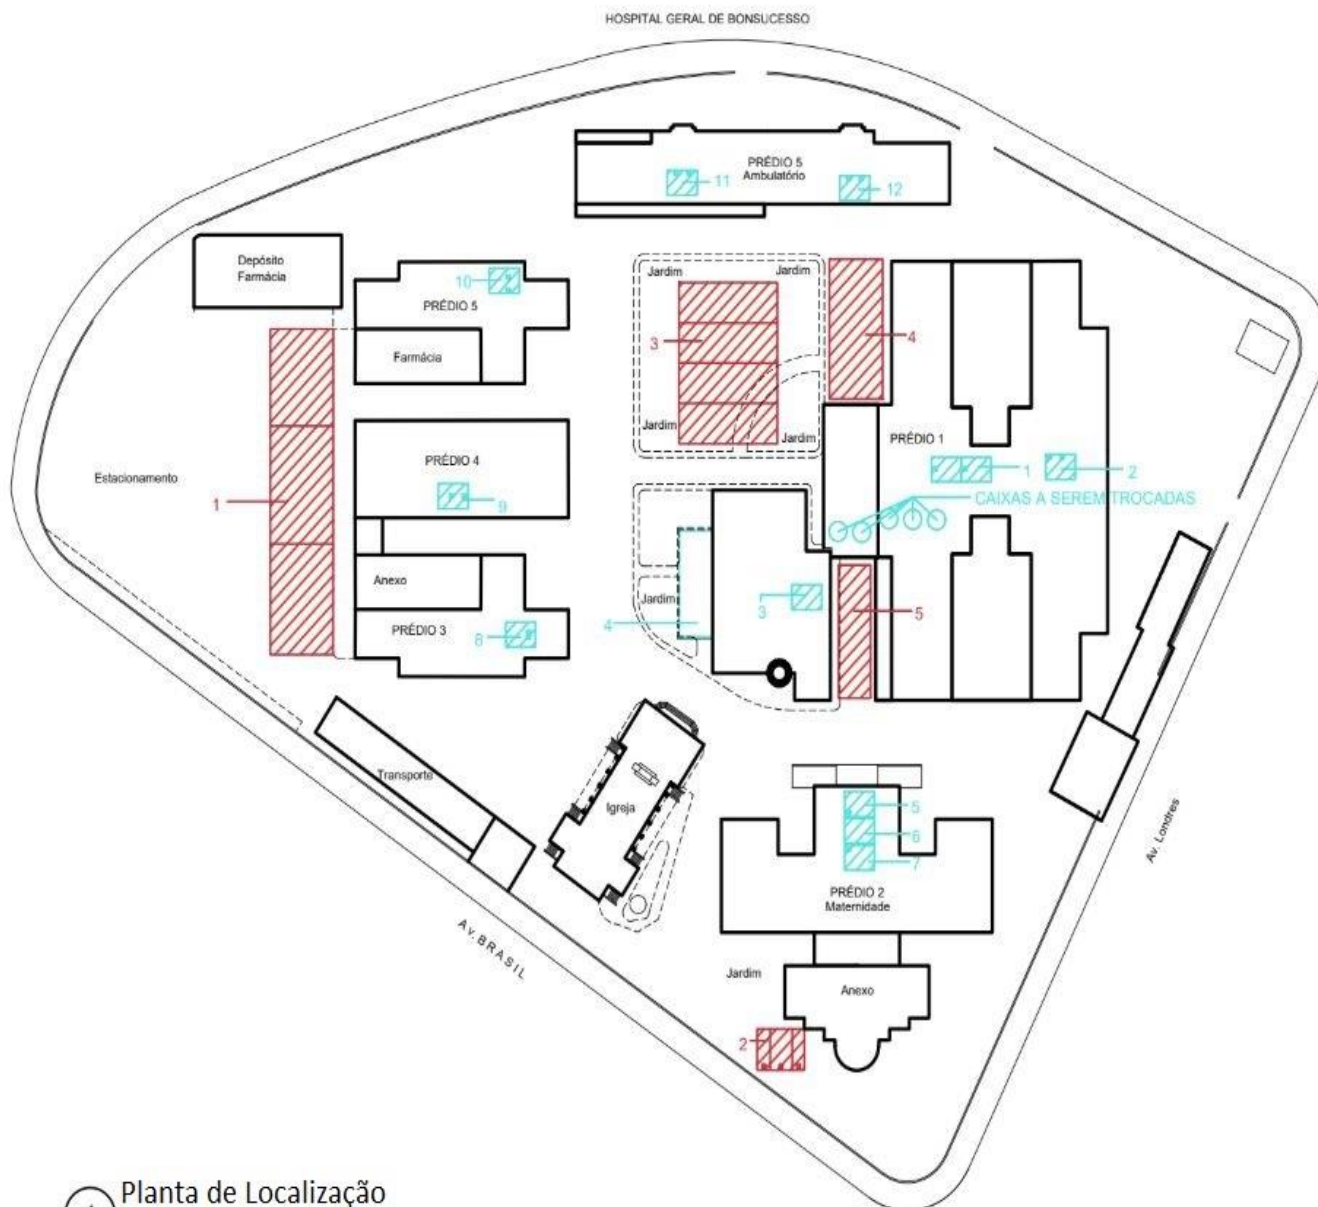 HOSPITAL GERAL DE BONSUCESSO
PRÉDIO 5
Ambulatório
11
12
Depósito
Farmácia
10
PRÉDIO 5
Farmácia
Jardim
Jardim
3
4
Jardim
Jardim
PRÉDIO 1
1
2
CAIXAS A SEREM TROCADAS
Estacionamento
1
PRÉDIO 4
9
Anexo
PRÉDIO 3
8
Jardim
4
3
5
Transporte
Igreja
5
6
7
PRÉDIO 2
Maternidade
Av. Londres
Av. BRASIL
Jardim
Anexo
2
Planta de Localização